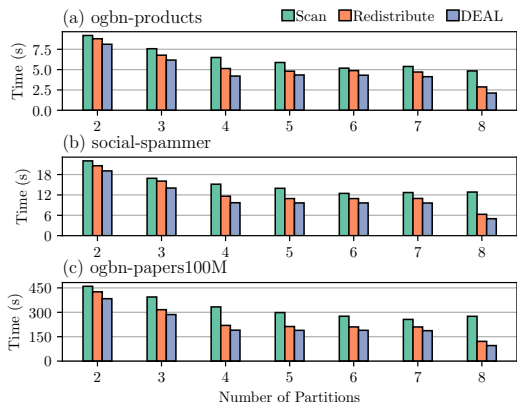 (a) ogbn-products
Scan Redistribute DEAL
Time (s)
7.5
5.0
2.5
0.0
2 3 4 5 6 7 8
(b) social-spammer
Time (s)
18
12
6
0
2 3 4 5 6 7 8
(c) ogbn-papers100M
Time (s)
450
300
150
0
2 3 4 5 6 7 8
Number of Partitions